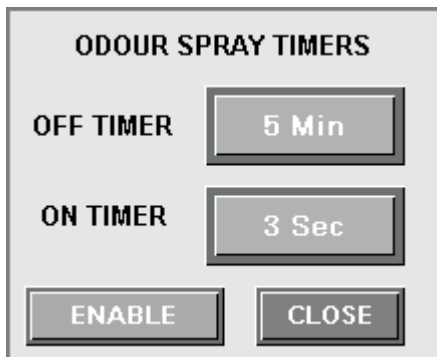 ODOUR SPRAY TIMERS
OFF TIMER 5 Min
ON TIMER 3 Sec
ENABLE CLOSE